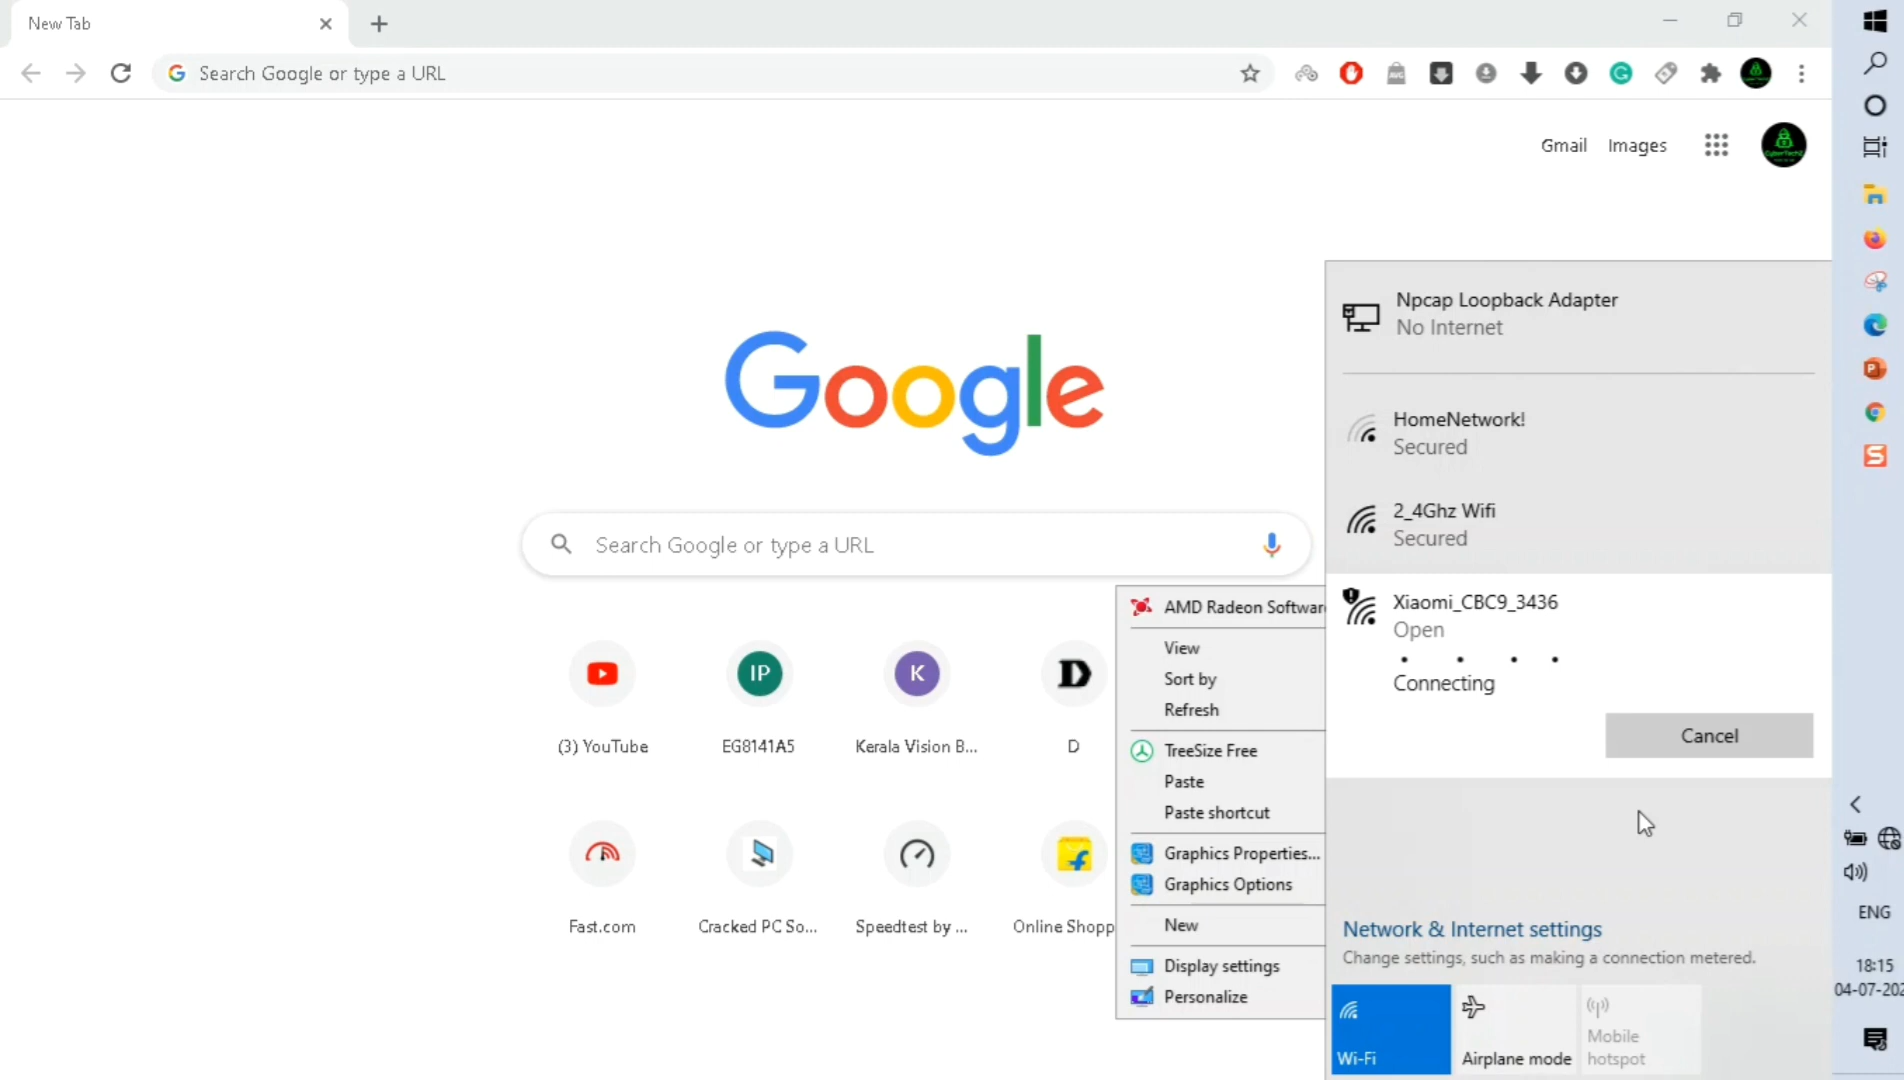 New Tab
Search Google or type a URL
Gmail
Images
Google
Search Google or type a URL
(3) YouTube
IP
EG8141A5
K
Kerala Vision B...
D
D
Fast.com
Cracked PC So...
Speedtest by ...
Online Shopp
AMD Radeon Softwar
View
Sort by
Refresh
TreeSize Free
Paste
Paste shortcut
Graphics Properties...
Graphics Options
New
Display settings
Personalize
Npcap Loopback Adapter
No Internet
HomeNetwork!
Secured
2_4Ghz Wifi
Secured
Xiaomi_CBC9_3436
Open
Connecting
Cancel
Network & Internet settings
Change settings, such as making a connection metered.
Wi-Fi
Airplane mode
Mobile
hotspot
ENG
18:15
04-07-202